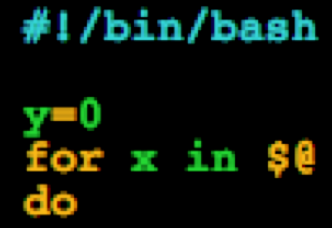 #!/bin/bash
y=0
for x in $@
do